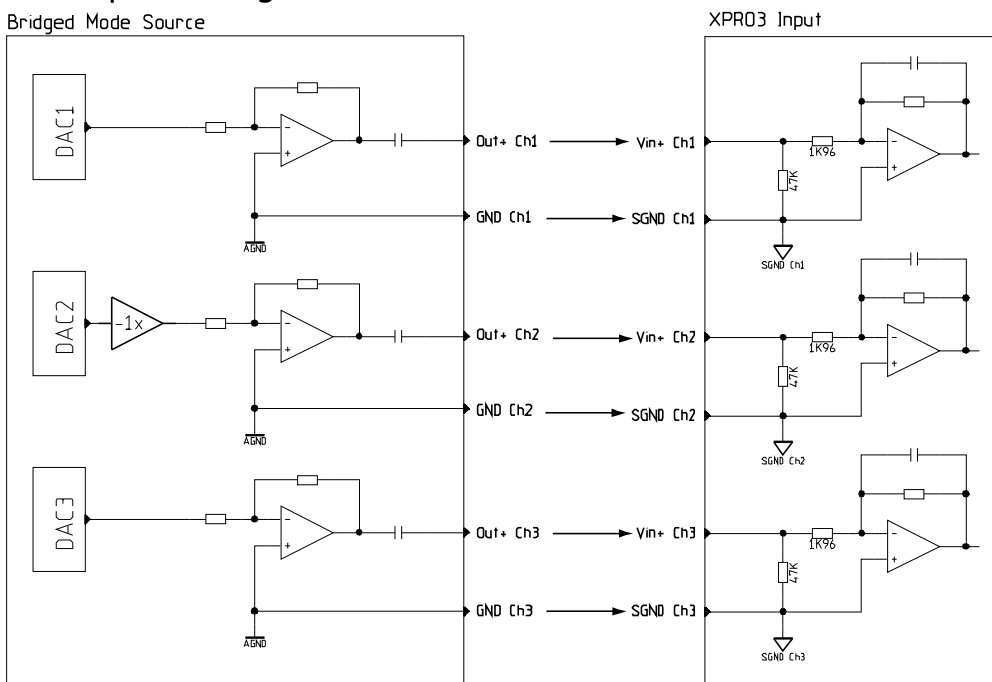 Bridged Mode Source
XPRO3 Input
DAC1
Out+ Ch1
Vin+ Ch1
1K96
47K
GND Ch1
SGND Ch1
AGND
SGND Ch1
DAC2
-1x
Out+ Ch2
Vin+ Ch2
1K96
47K
GND Ch2
SGND Ch2
AGND
SGND Ch2
DAC3
Out+ Ch3
Vin+ Ch3
1K96
47K
GND Ch3
SGND Ch3
AGND
SGND Ch3